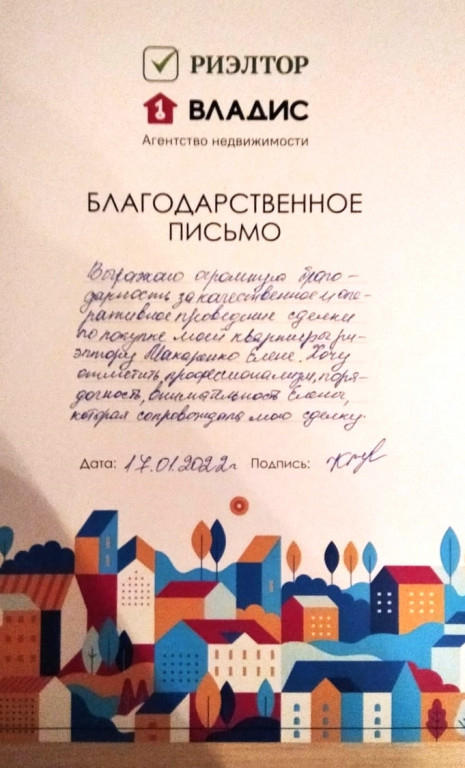 РИЭЛТОР
ВЛАДИС
Агентство недвижимости
БЛАГОДАРСТВЕННОЕ
ПИСЬМО
Выражаю огромную благо-
дарность за качественное и опе-
ративное проведение сделки
по покупке моей квартиры ри-
элтору Макаренко Елене. Хочу
отметить профессионализм, поря-
дочность, внимательность Елены,
которая сопровождала мою сделку.
Дата: 17.01.2022г Подпись: